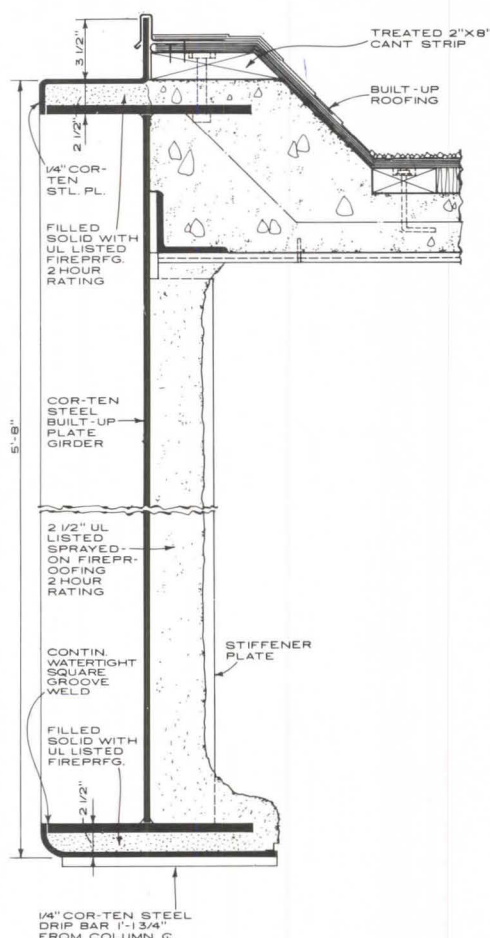 TREATED 2"X8'
CANT STRIP
3 1/2"
BUILT-UP
ROOFING
2 1/2"
1/4" COR-
TEN
STL. PL.
FILLED
SOLID WITH
UL LISTED
FIREPRFG.
2 HOUR
RATING
COR-TEN
STEEL
BUILT-UP
PLATE
GIRDER
5'-8"
2 1/2" UL
LISTED
SPRAYED-
ON FIREPR-
OOFING
2 HOUR
RATING
STIFFENER
PLATE
CONTIN.
WATERTIGHT
SQUARE
GROOVE
WELD
FILLED
SOLID WITH
UL LISTED
FIREPRFG.
2 1/2"
1/4" COR-TEN STEEL
DRIP BAR 1'-1 3/4"
FROM COLUMN ℄